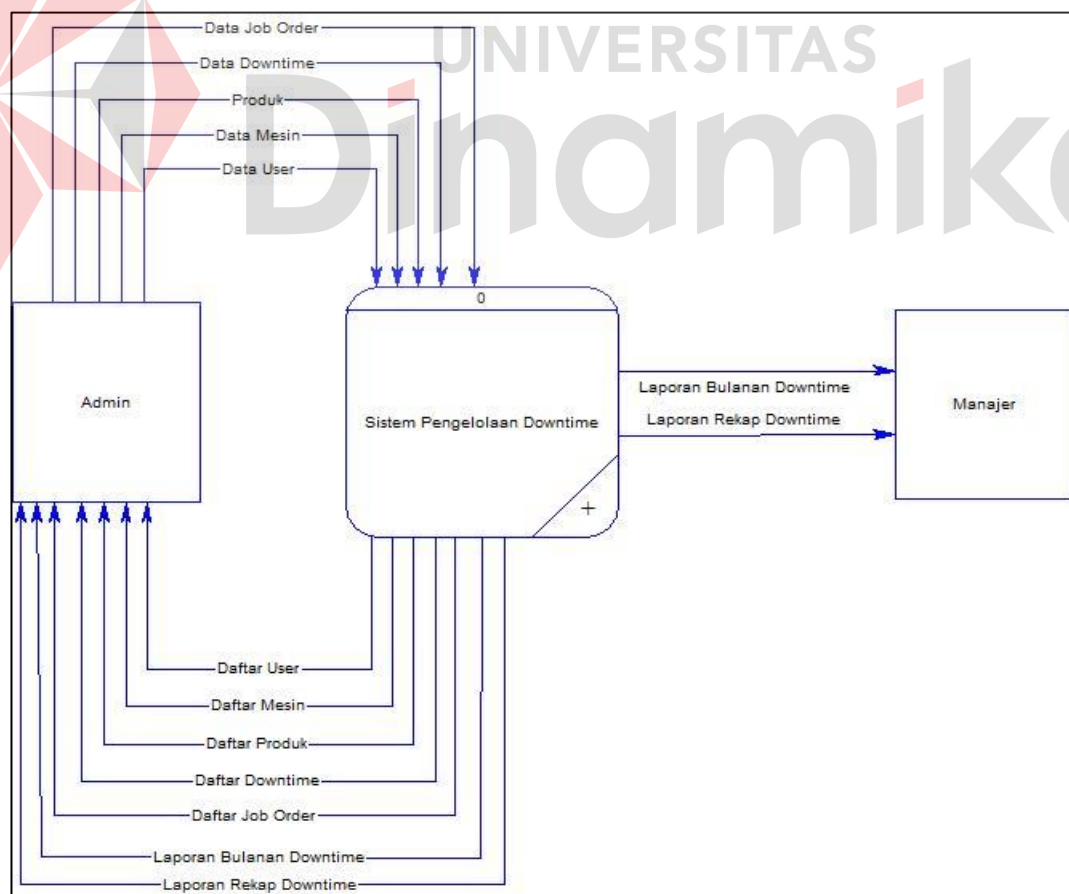 Data Job Order
UNIVERSITAS
Data Downtime
Dinamika
Produk
Data Mesin
Data User
0
Admin
Sistem Pengelolaan Downtime
Laporan Bulanan Downtime
Laporan Rekap Downtime
Manajer
+
Daftar User
Daftar Mesin
Daftar Produk
Daftar Downtime
Daftar Job Order
Laporan Bulanan Downtime
Laporan Rekap Downtime